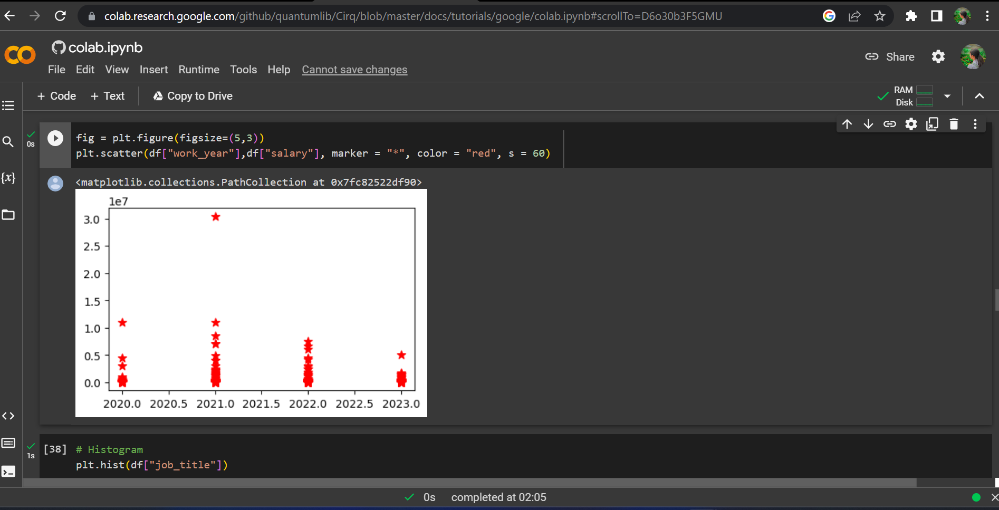 colab.research.google.com/github/quantumlib/Cirq/blob/master/docs/tutorials/google/colab.ipynb#scrollTo=D6o30b3F5GMU
colab.ipynb
File Edit View Insert Runtime Tools Help Cannot save changes
Share
+ Code + Text Copy to Drive
RAM
Disk
0s
fig = plt.figure(figsize=(5,3))
plt.scatter(df["work_year"],df["salary"], marker = "*", color = "red", s = 60)
{x}
<matplotlib.collections.PathCollection at 0x7fc82522df90>
1e7
3.0
2.5
2.0
1.5
1.0
0.5
0.0
2020.0 2020.5 2021.0 2021.5 2022.0 2022.5 2023.0
1s
[38] # Histogram
plt.hist(df["job_title"])
0s completed at 02:05